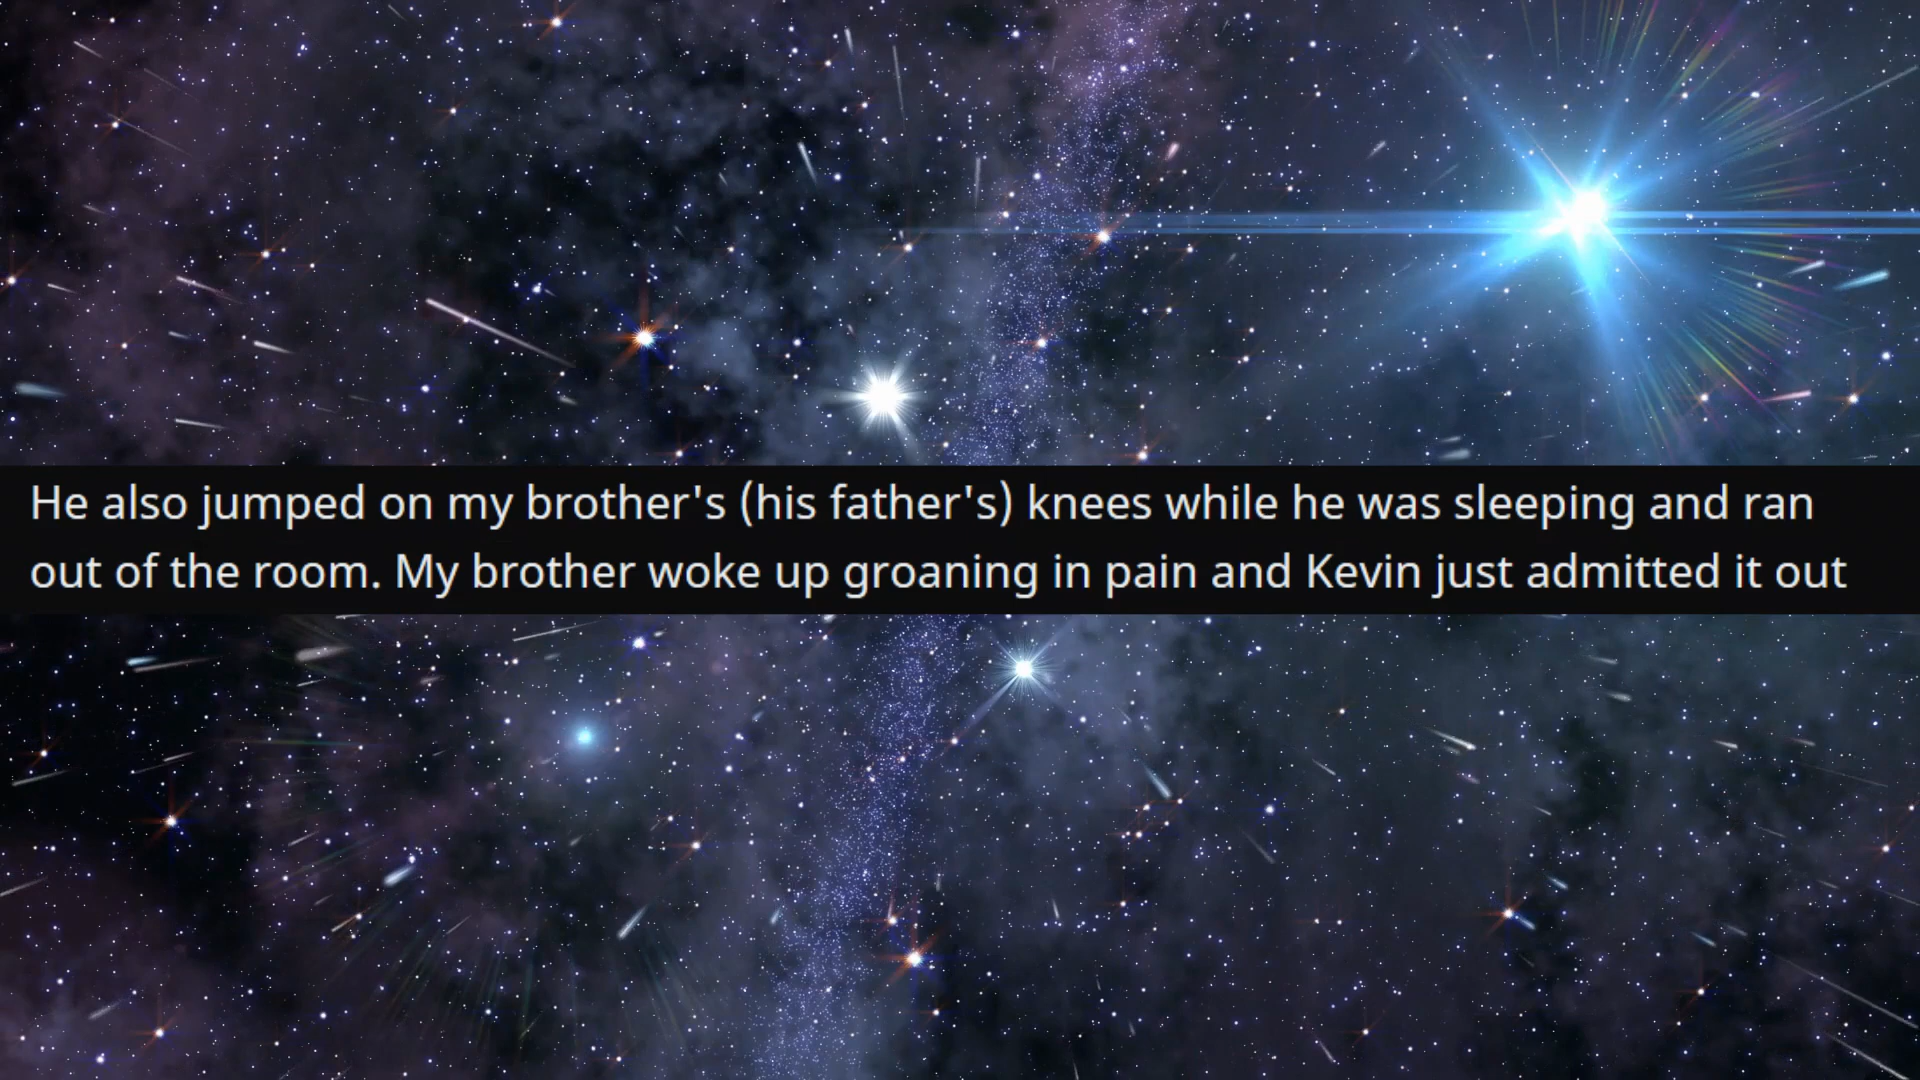 He also jumped on my brother's (his father's) knees while he was sleeping and ran
out of the room. My brother woke up groaning in pain and Kevin just admitted it out